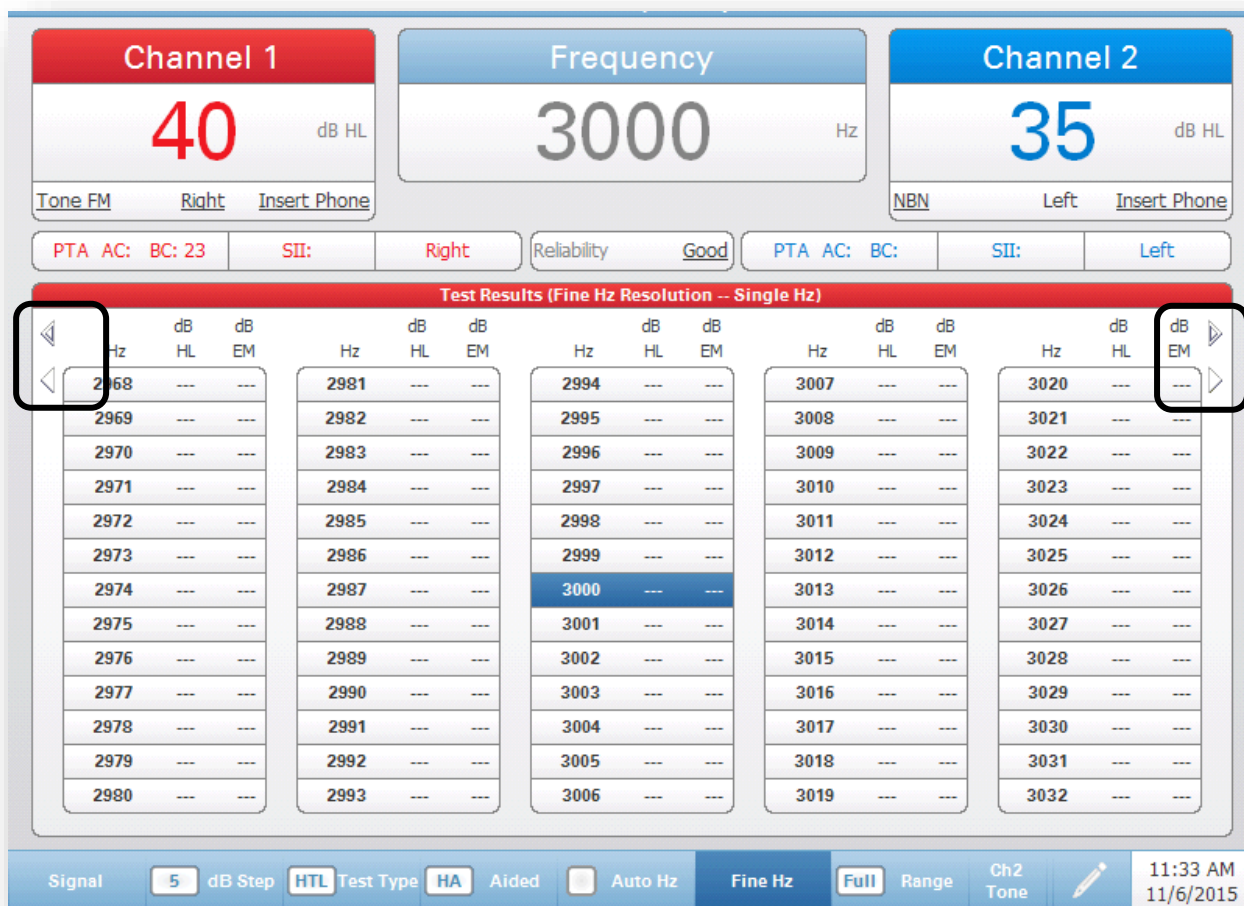 Channel 1 Frequency Channel 2
40 dB HL 3000 Hz 35 dB HL
Tone FM Right Insert Phone NBN Left Insert Phone
PTA AC: BC: 23 SII: Right Reliability Good PTA AC: BC: SII: Left
Test Results (Fine Hz Resolution -- Single Hz)
dB dB dB dB dB dB dB dB dB dB
Hz HL EM Hz HL EM Hz HL EM Hz HL EM Hz HL EM
2968 --- --- 2981 --- --- 2994 --- --- 3007 --- --- 3020 --- ---
2969 --- --- 2982 --- --- 2995 --- --- 3008 --- --- 3021 --- ---
2970 --- --- 2983 --- --- 2996 --- --- 3009 --- --- 3022 --- ---
2971 --- --- 2984 --- --- 2997 --- --- 3010 --- --- 3023 --- ---
2972 --- --- 2985 --- --- 2998 --- --- 3011 --- --- 3024 --- ---
2973 --- --- 2986 --- --- 2999 --- --- 3012 --- --- 3025 --- ---
2974 --- --- 2987 --- --- 3000 --- --- 3013 --- --- 3026 --- ---
2975 --- --- 2988 --- --- 3001 --- --- 3014 --- --- 3027 --- ---
2976 --- --- 2989 --- --- 3002 --- --- 3015 --- --- 3028 --- ---
2977 --- --- 2990 --- --- 3003 --- --- 3016 --- --- 3029 --- ---
2978 --- --- 2991 --- --- 3004 --- --- 3017 --- --- 3030 --- ---
2979 --- --- 2992 --- --- 3005 --- --- 3018 --- --- 3031 --- ---
2980 --- --- 2993 --- --- 3006 --- --- 3019 --- --- 3032 --- ---
Signal 5 dB Step HTL Test Type HA Aided Auto Hz Fine Hz Full Range Ch2 Tone 11:33 AM
11/6/2015